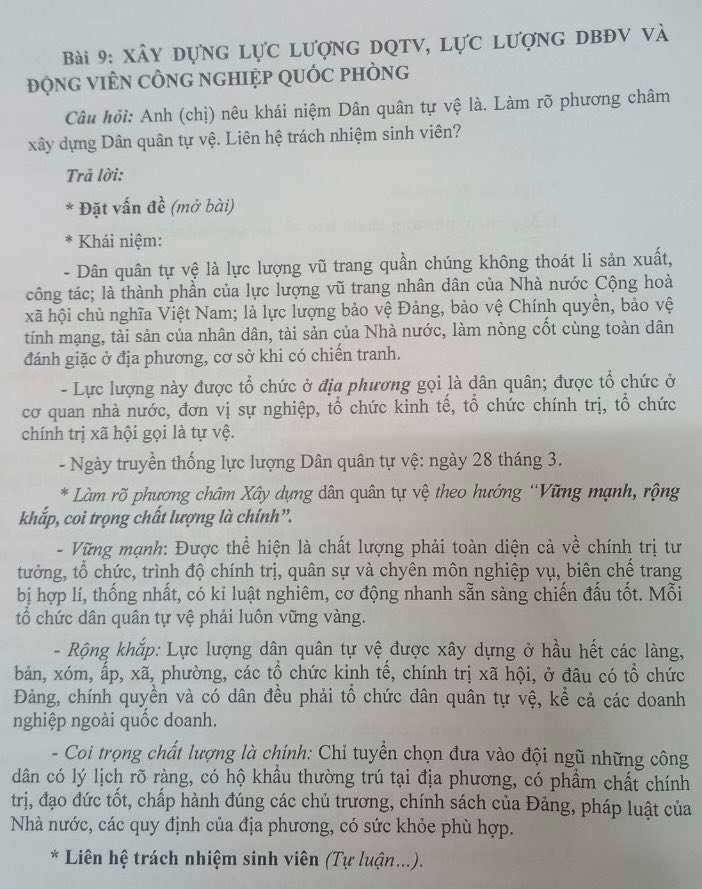 Bài 9: XÂY DỰNG LỰC LƯỢNG DQTV, LỰC LƯỢNG DBĐV VÀ
ĐỘNG VIÊN CÔNG NGHIỆP QUỐC PHÒNG
Câu hỏi: Anh (chị) nêu khái niệm Dân quân tự vệ là. Làm rõ phương châm
xây dựng Dân quân tự vệ. Liên hệ trách nhiệm sinh viên?
Trả lời:
* Đặt vấn đề (mở bài)
* Khái niệm:
- Dân quân tự vệ là lực lượng vũ trang quần chúng không thoát li sản xuất,
công tác; là thành phần của lực lượng vũ trang nhân dân của Nhà nước Cộng hoà
xã hội chủ nghĩa Việt Nam; là lực lượng bảo vệ Đảng, bảo vệ Chính quyền, bảo vệ
tính mạng, tài sản của nhân dân, tài sản của Nhà nước, làm nòng cốt cùng toàn dân
đánh giặc ở địa phương, cơ sở khi có chiến tranh.
- Lực lượng này được tổ chức ở địa phương gọi là dân quân; được tổ chức ở
cơ quan nhà nước, đơn vị sự nghiệp, tổ chức kinh tế, tổ chức chính trị, tổ chức
chính trị xã hội gọi là tự vệ.
- Ngày truyền thống lực lượng Dân quân tự vệ: ngày 28 tháng 3.
* Làm rõ phương châm Xây dựng dân quân tự vệ theo hướng “Vững mạnh, rộng
khắp, coi trọng chất lượng là chính”.
- Vững mạnh: Được thể hiện là chất lượng phải toàn diện cả về chính trị tư
tưởng, tổ chức, trình độ chính trị, quân sự và chyên môn nghiệp vụ, biên chế trang
bị hợp lí, thống nhất, có kỉ luật nghiêm, cơ động nhanh sẵn sàng chiến đấu tốt. Mỗi
tổ chức dân quân tự vệ phải luôn vững vàng.
- Rộng khắp: Lực lượng dân quân tự vệ được xây dựng ở hầu hết các làng,
bản, xóm, ấp, xã, phường, các tổ chức kinh tế, chính trị xã hội, ở đâu có tổ chức
Đảng, chính quyền và có dân đều phải tổ chức dân quân tự vệ, kể cả các doanh
nghiệp ngoài quốc doanh.
- Coi trọng chất lượng là chính: Chỉ tuyển chọn đưa vào đội ngũ những công
dân có lý lịch rõ ràng, có hộ khẩu thường trú tại địa phương, có phẩm chất chính
trị, đạo đức tốt, chấp hành đúng các chủ trương, chính sách của Đảng, pháp luật của
Nhà nước, các quy định của địa phương, có sức khỏe phù hợp.
* Liên hệ trách nhiệm sinh viên (Tự luận...).